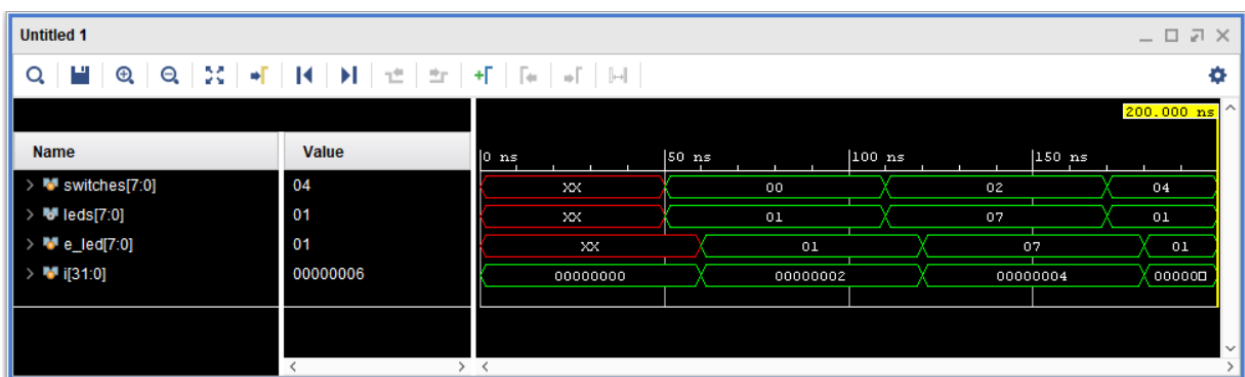 Untitled 1
200.000 ns
Name Value 0 ns 50 ns 100 ns 150 ns
switches[7:0] 04 XX 00 02 04
leds[7:0] 01 XX 01 07 01
e_led[7:0] 01 XX 01 07 01
i[31:0] 00000006 00000000 00000002 00000004 00000